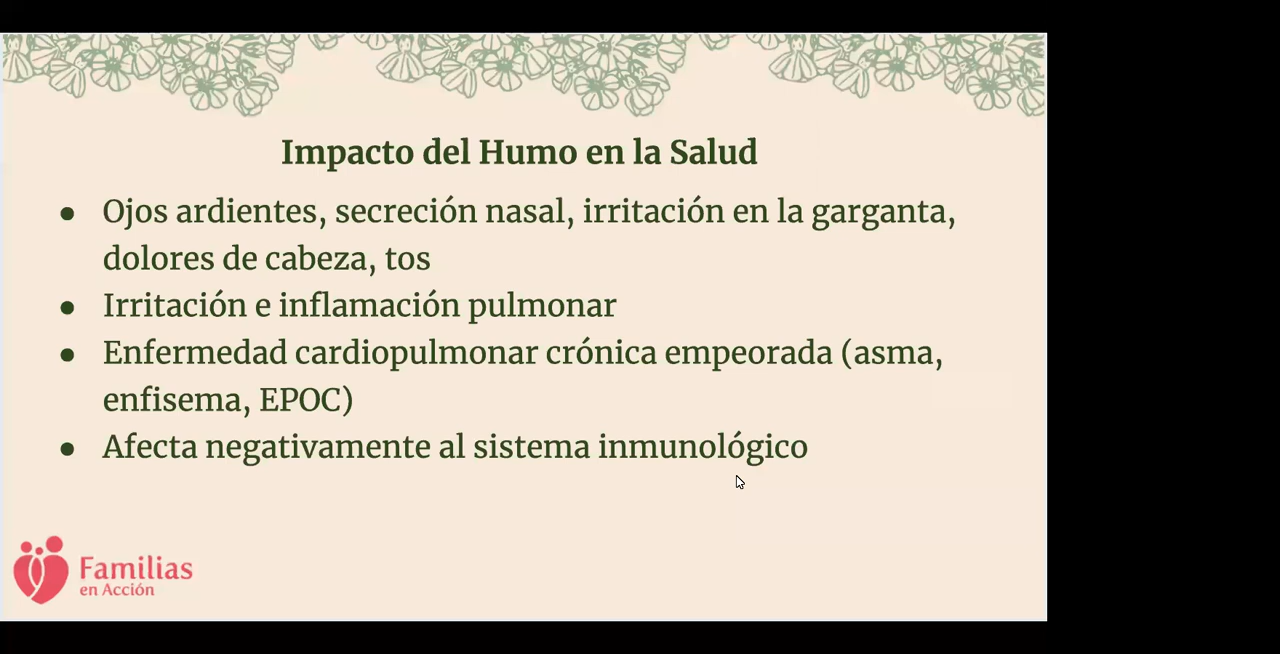 Impacto del Humo en la Salud
● Ojos ardientes, secreción nasal, irritación en la garganta,
dolores de cabeza, tos
● Irritación e inflamación pulmonar
● Enfermedad cardiopulmonar crónica empeorada (asma,
enfisema, EPOC)
● Afecta negativamente al sistema inmunológico
Familias
en Acción